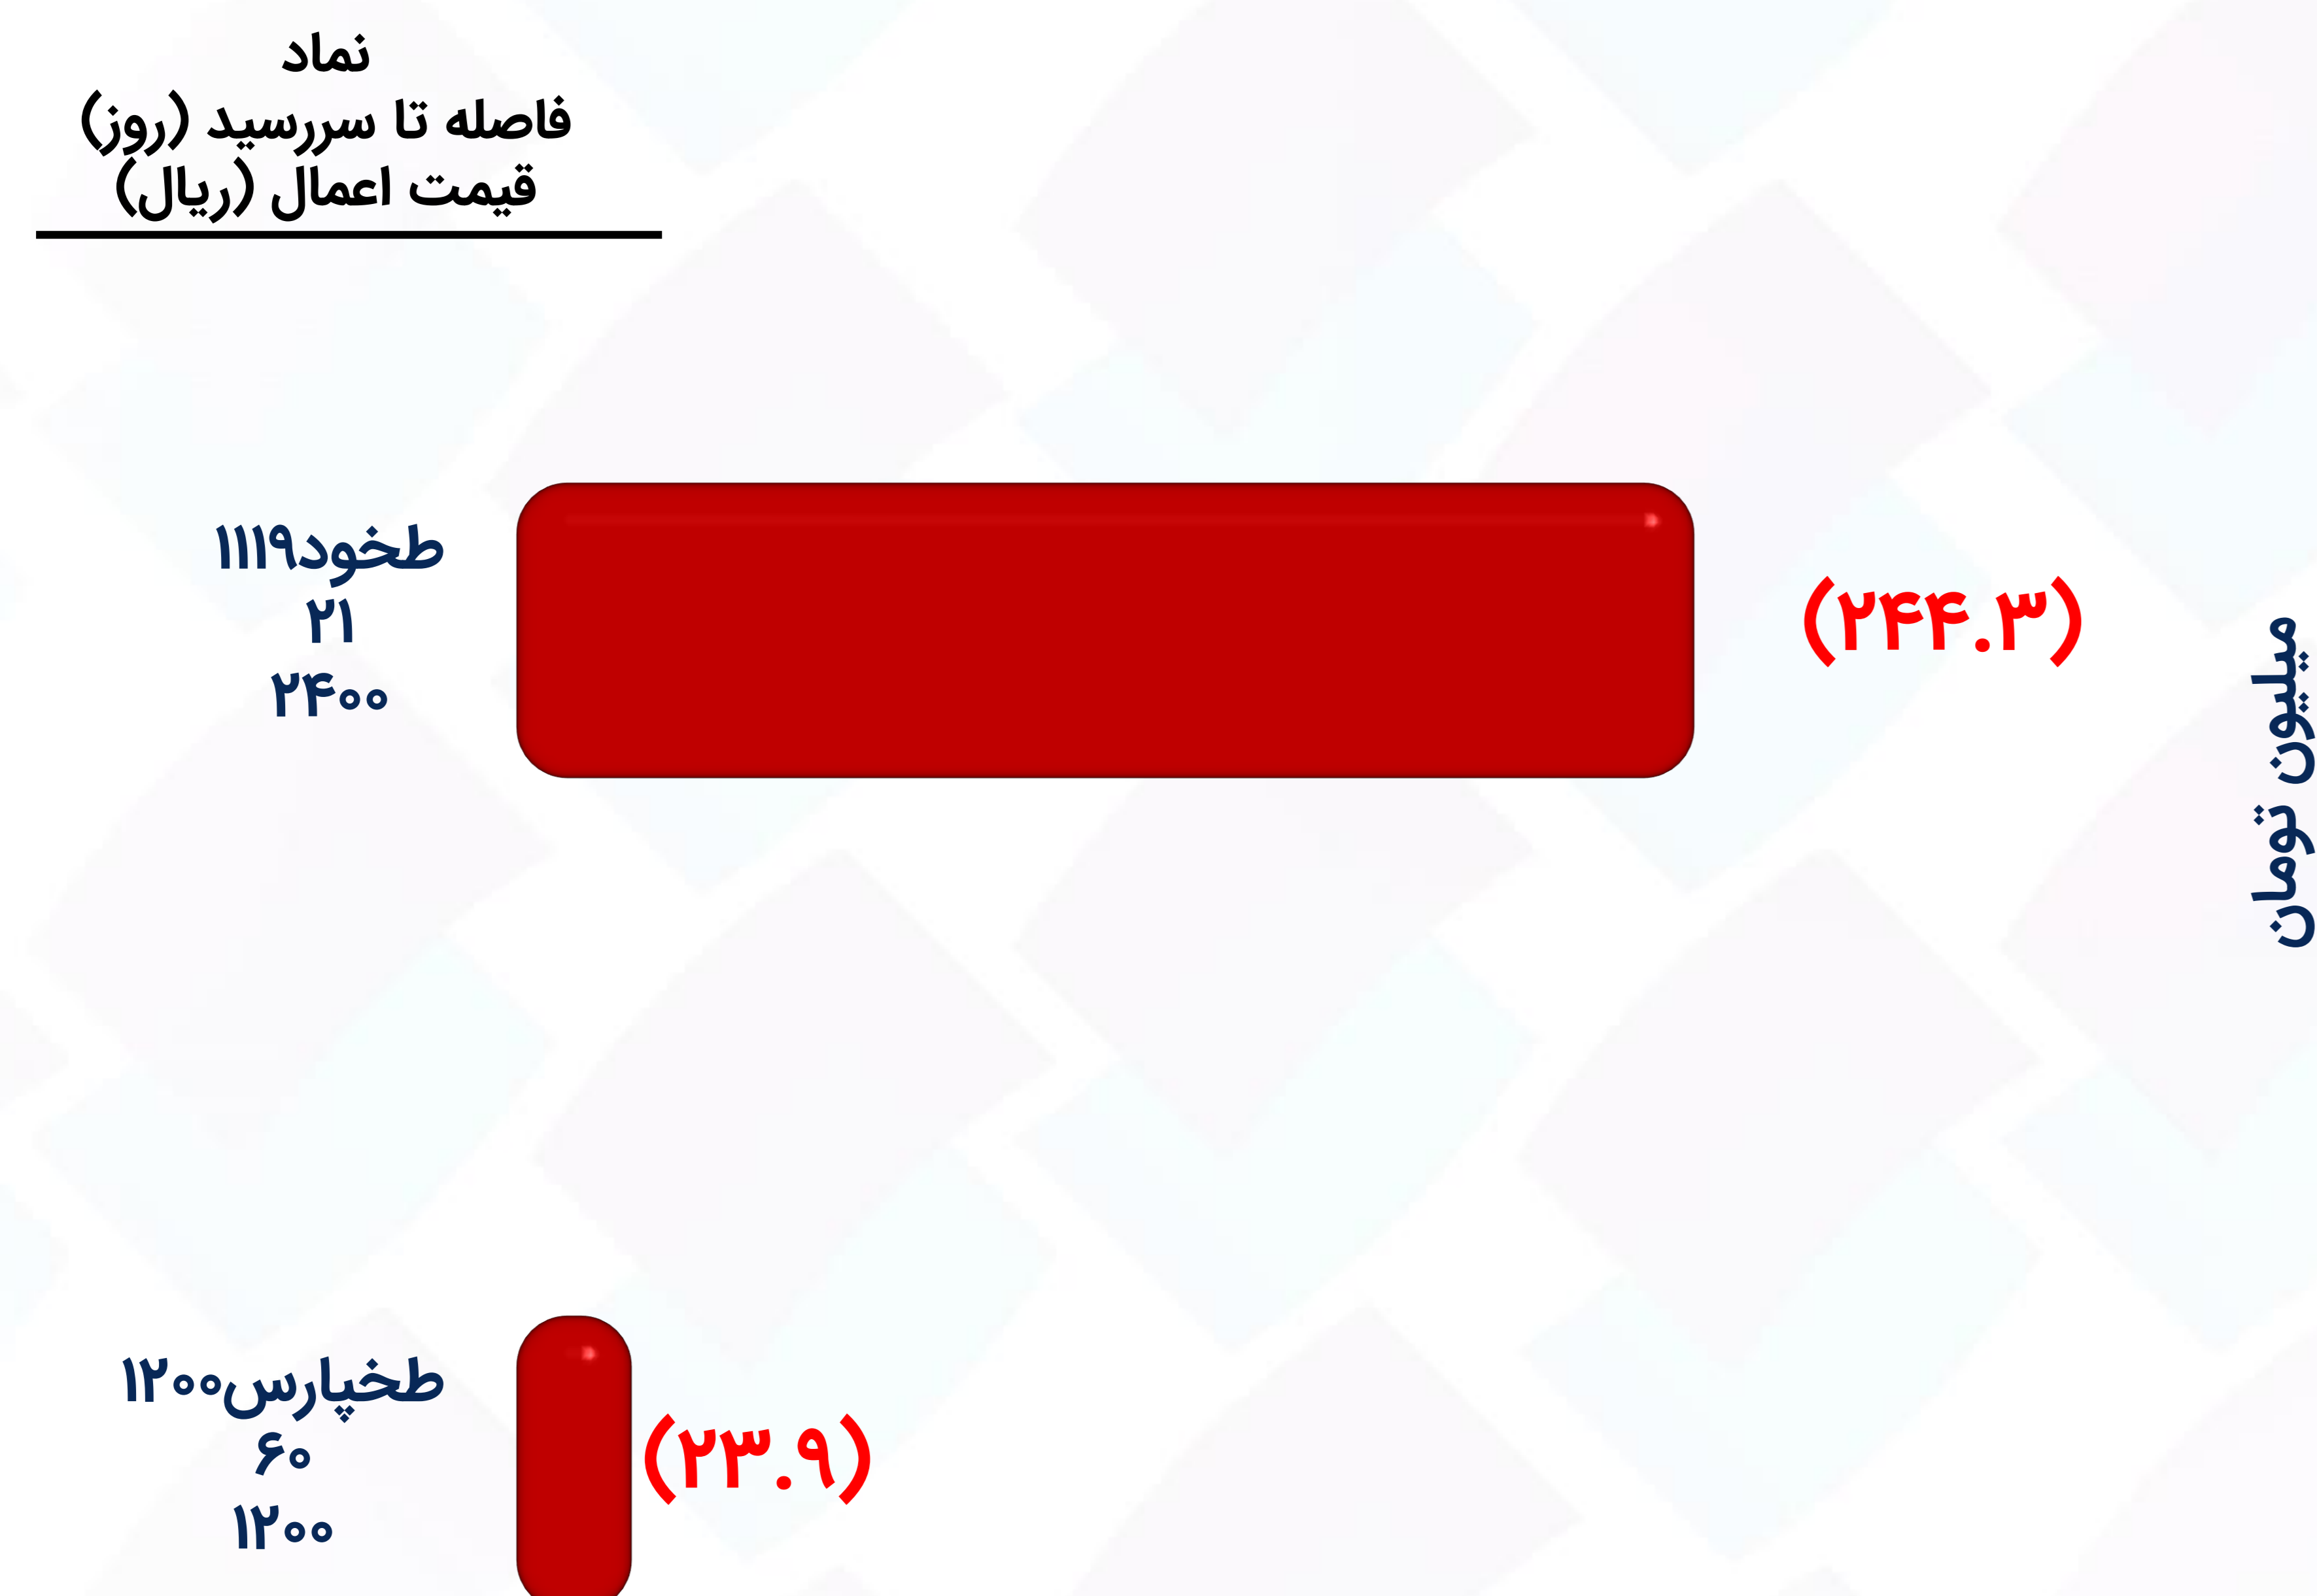 نماد
فاصله تا سررسید (روز)
قیمت اعمال (ریال)
طخود۱۱۱۹
۲۱
۲۴۰۰
(۲۴۴.۳)
میلیون تومان
طخپارس۱۲۰۰
۶۰
۱۲۰۰
(۲۳.۹)